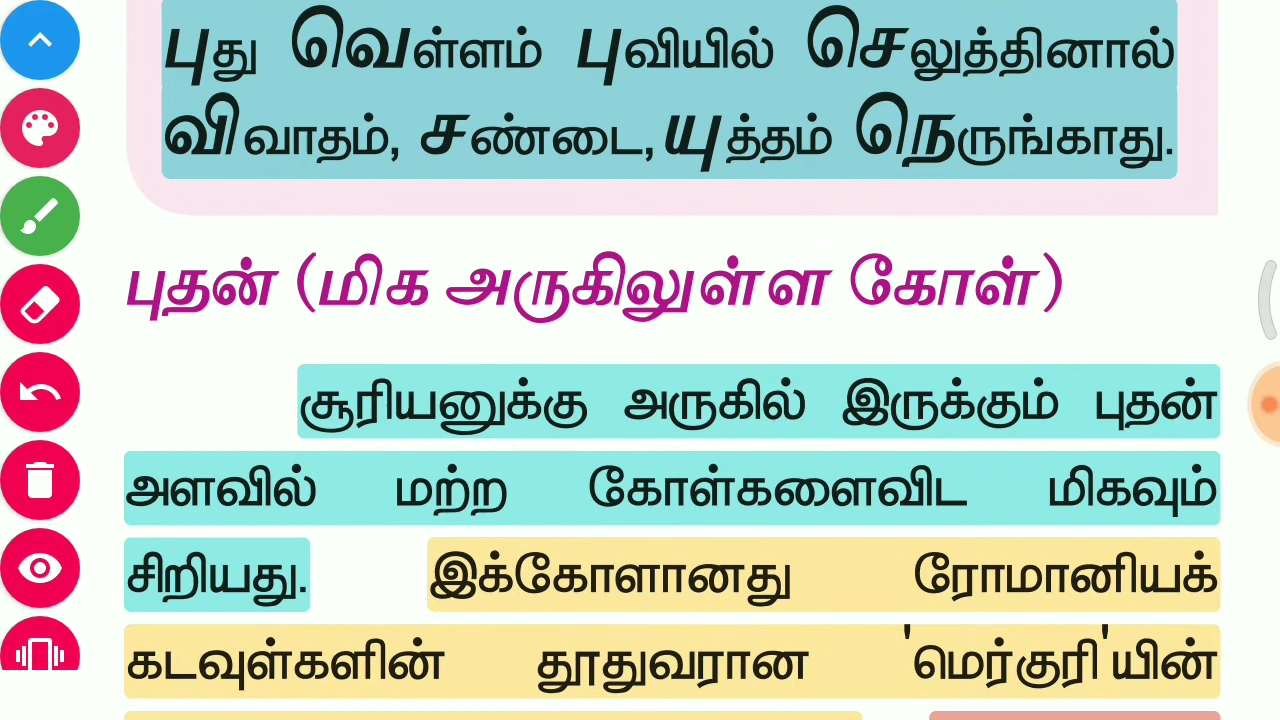 புது வெள்ளம் புவியில் செலுத்தினால்
விவாதம், சண்டை, யுத்தம் நெருங்காது.
புதன் (மிக அருகிலுள்ள கோள்)
சூரியனுக்கு அருகில் இருக்கும் புதன்
அளவில் மற்ற கோள்களைவிட மிகவும்
சிறியது. இக்கோளானது ரோமானியக்
கடவுள்களின் தூதுவரான 'மெர்குரி'யின்